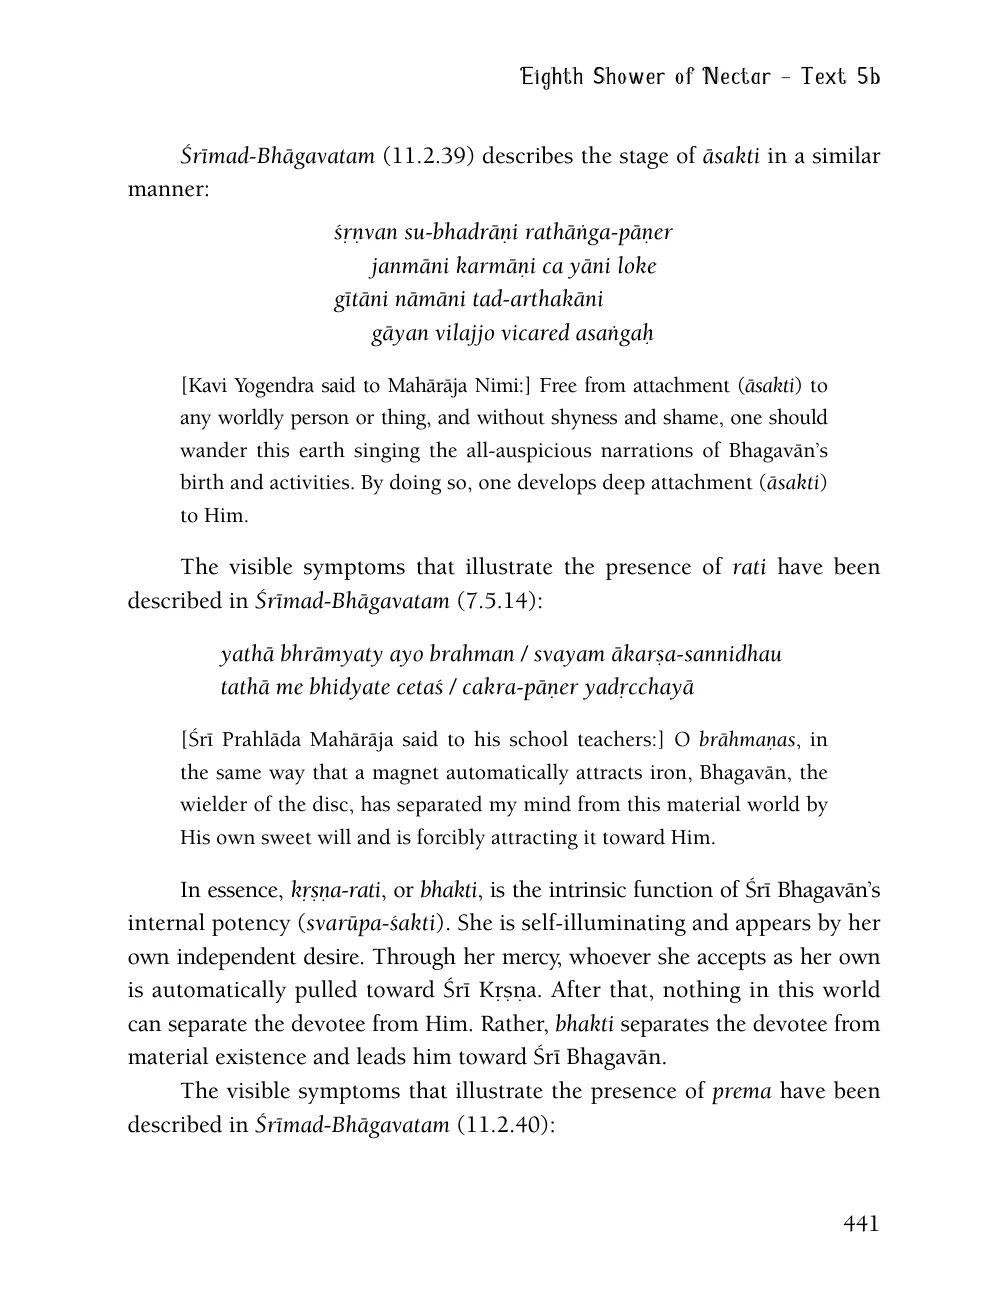 Eighth Shower of Nectar – Text 5b
Śrīmad-Bhāgavatam (11.2.39) describes the stage of āsakti in a similar
manner:
śṛṇvan su-bhadrāṇi rathāṅga-pāṇer
janmāni karmāṇi ca yāni loke
gītāni nāmāni tad-arthakāni
gāyan vilajjo vicared asaṅgaḥ
[Kavi Yogendra said to Mahārāja Nimi:] Free from attachment (āsakti) to
any worldly person or thing, and without shyness and shame, one should
wander this earth singing the all-auspicious narrations of Bhagavān’s
birth and activities. By doing so, one develops deep attachment (āsakti)
to Him.
The visible symptoms that illustrate the presence of rati have been
described in Śrīmad-Bhāgavatam (7.5.14):
yathā bhrāmyaty ayo brahman / svayam ākarṣa-sannidhau
tathā me bhidyate cetaś / cakra-pāṇer yadṛcchayā
[Śrī Prahlāda Mahārāja said to his school teachers:] O brāhmaṇas, in
the same way that a magnet automatically attracts iron, Bhagavān, the
wielder of the disc, has separated my mind from this material world by
His own sweet will and is forcibly attracting it toward Him.
In essence, kṛṣṇa-rati, or bhakti, is the intrinsic function of Śrī Bhagavān’s
internal potency (svarūpa-śakti). She is self-illuminating and appears by her
own independent desire. Through her mercy, whoever she accepts as her own
is automatically pulled toward Śrī Kṛṣṇa. After that, nothing in this world
can separate the devotee from Him. Rather, bhakti separates the devotee from
material existence and leads him toward Śrī Bhagavān.
The visible symptoms that illustrate the presence of prema have been
described in Śrīmad-Bhāgavatam (11.2.40):
441